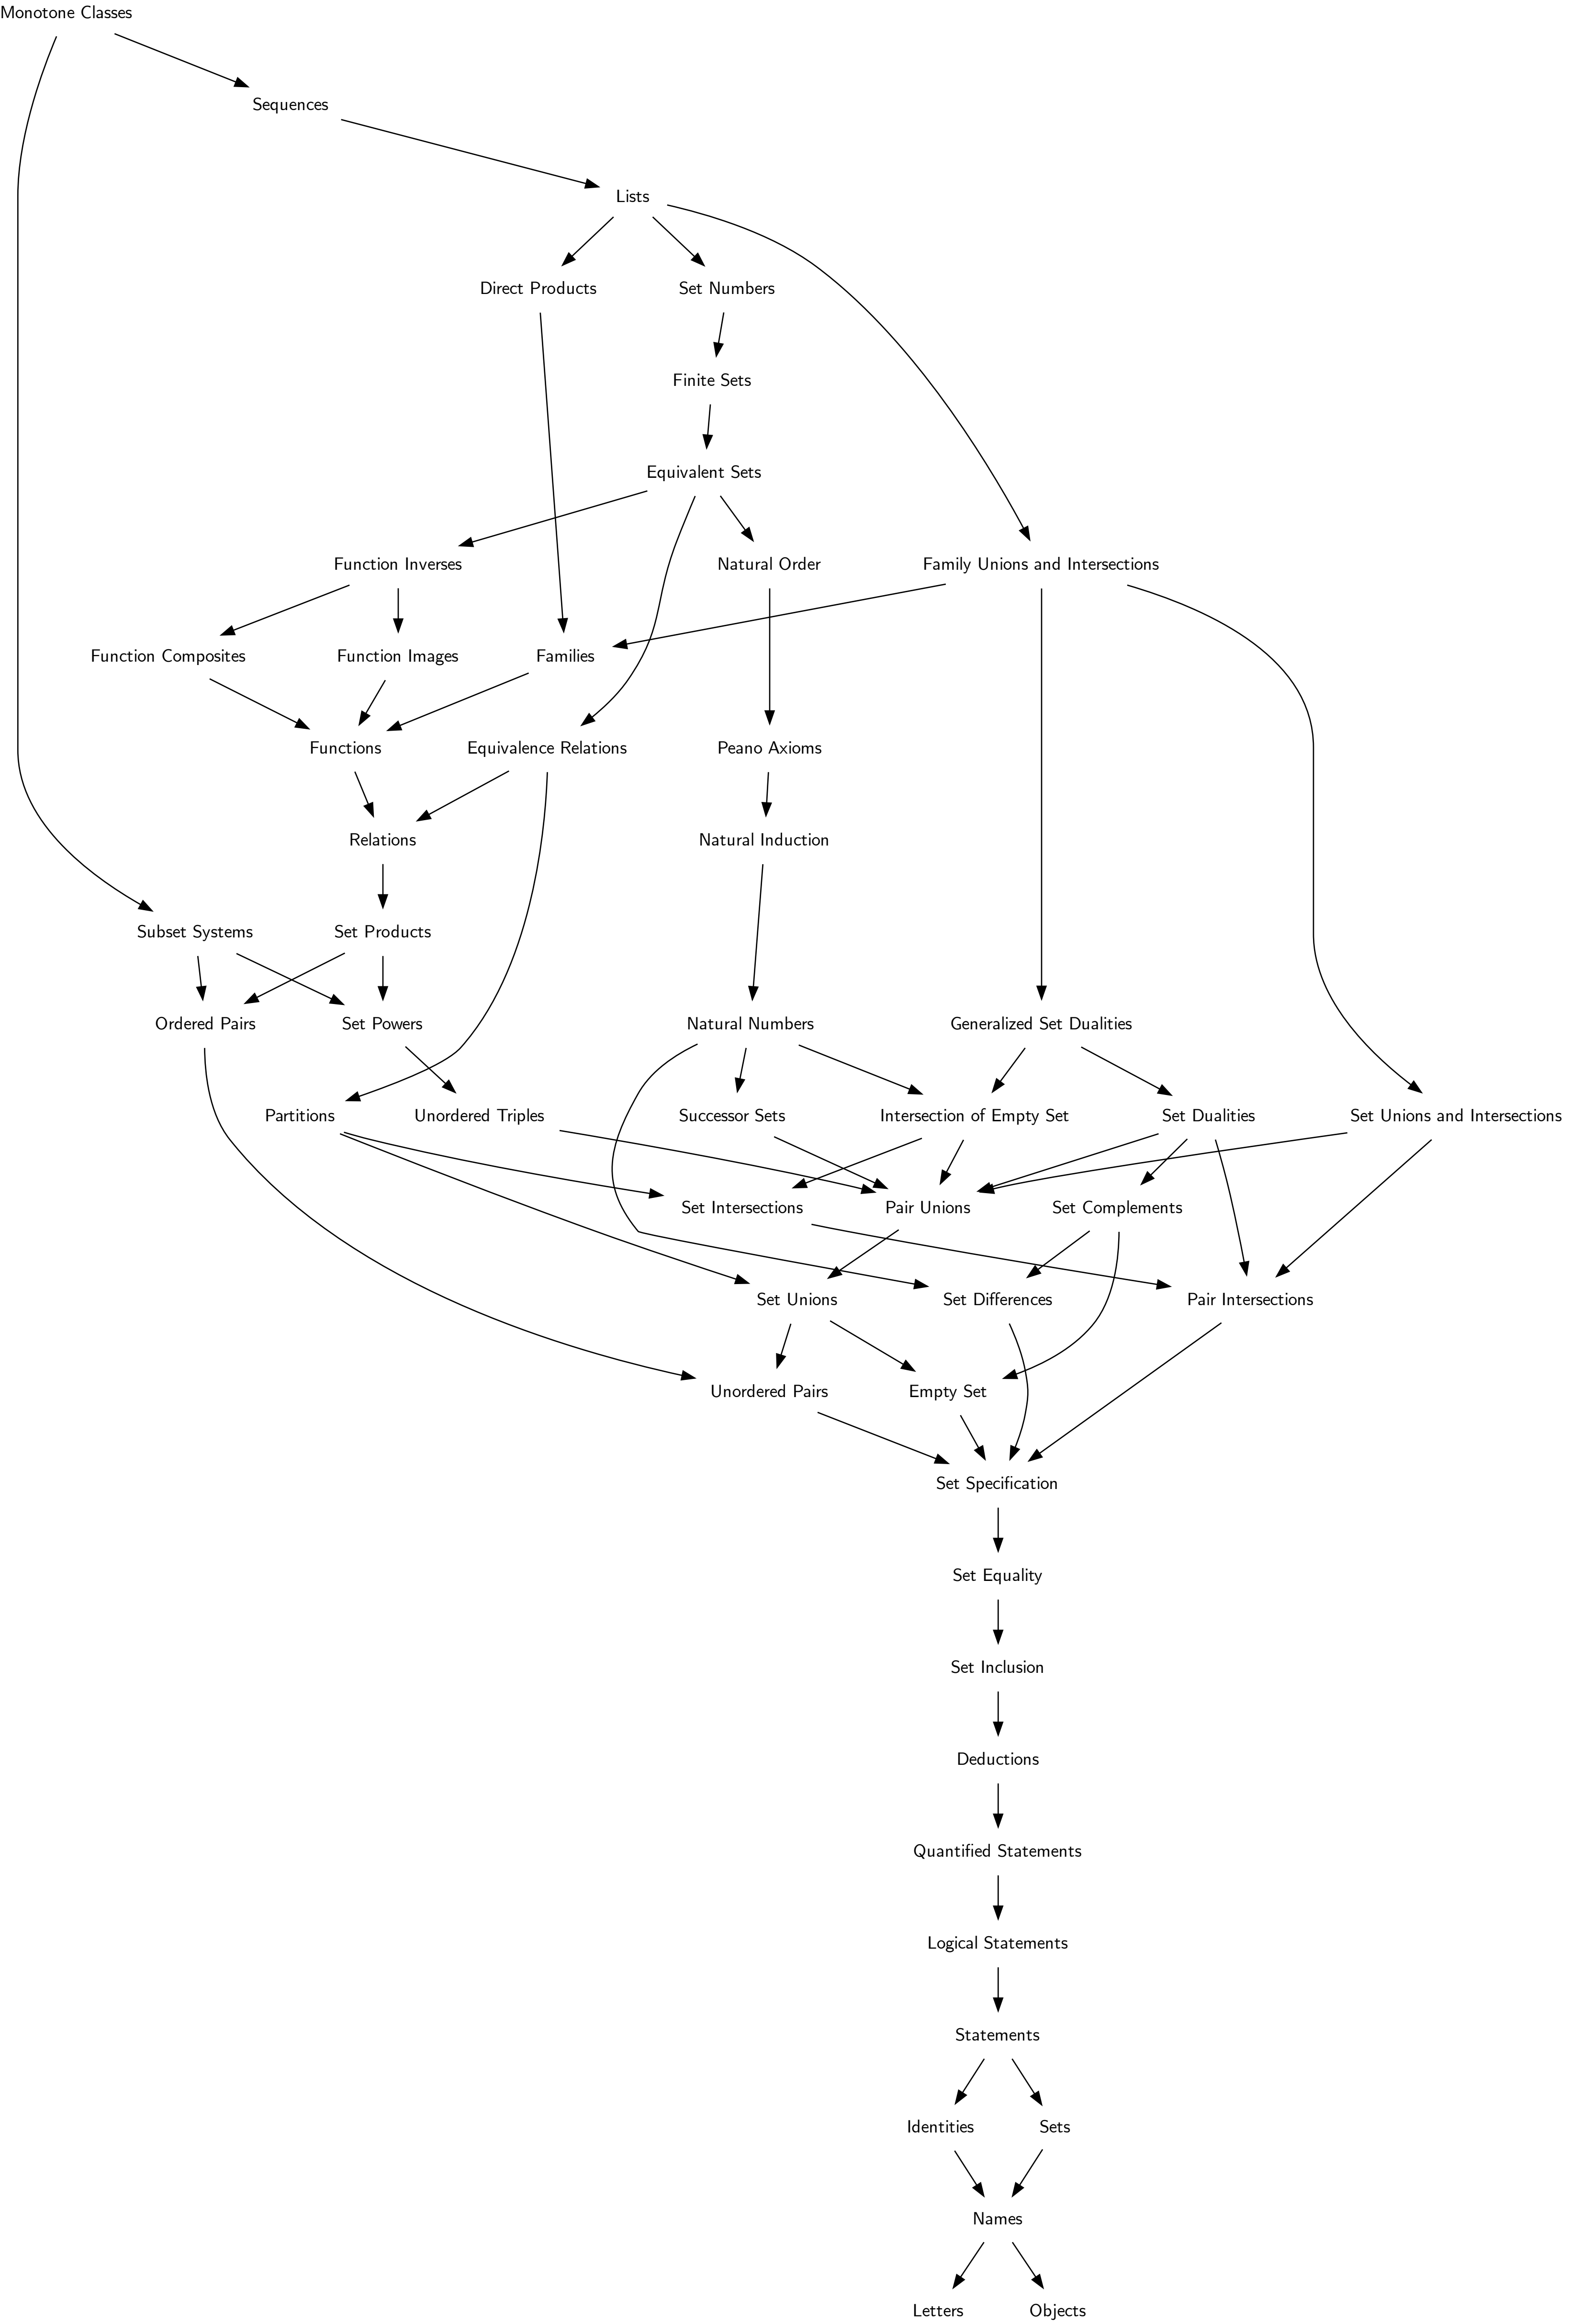 Monotone Classes
Sequences
Lists
Direct Products
Set Numbers
Finite Sets
Equivalent Sets
Function Inverses
Natural Order
Family Unions and Intersections
Function Composites
Function Images
Families
Functions
Equivalence Relations
Peano Axioms
Relations
Natural Induction
Subset Systems
Set Products
Ordered Pairs
Set Powers
Natural Numbers
Generalized Set Dualities
Partitions
Unordered Triples
Successor Sets
Intersection of Empty Set
Set Dualities
Set Unions and Intersections
Set Intersections
Pair Unions
Set Complements
Set Unions
Set Differences
Pair Intersections
Unordered Pairs
Empty Set
Set Specification
Set Equality
Set Inclusion
Deductions
Quantified Statements
Logical Statements
Statements
Identities
Sets
Names
Letters
Objects